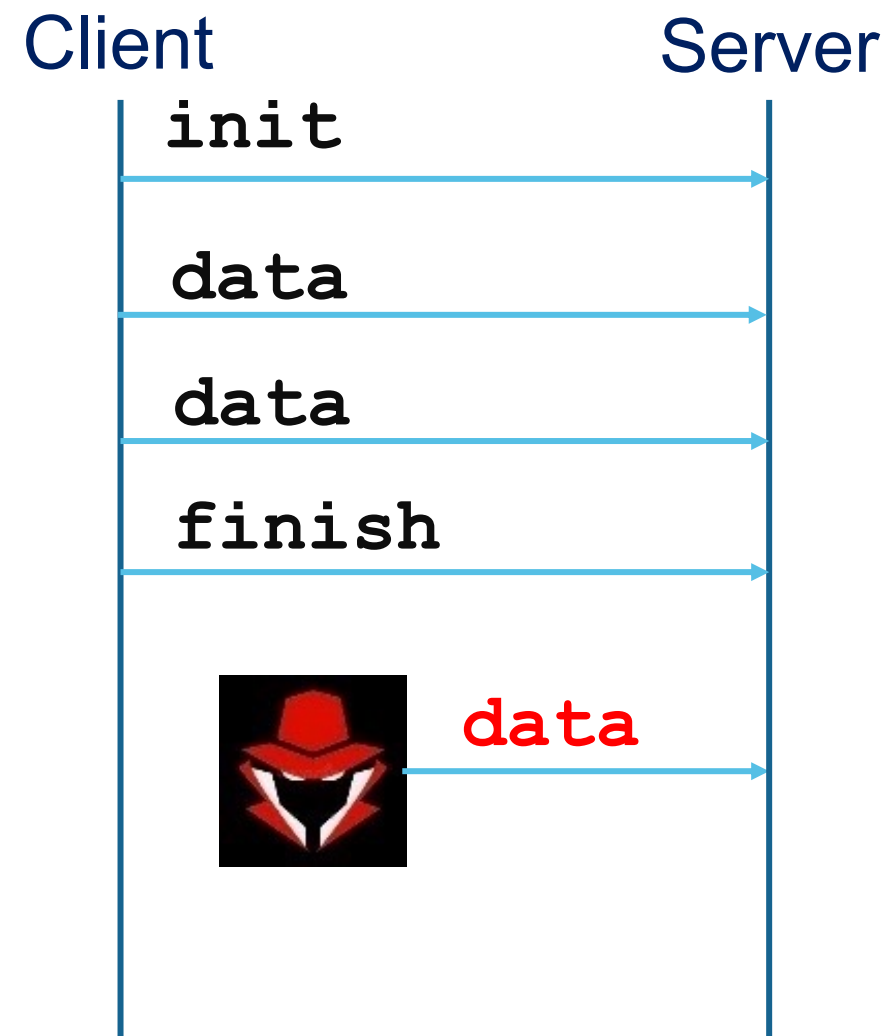 Client Server
init
data
data
finish
data